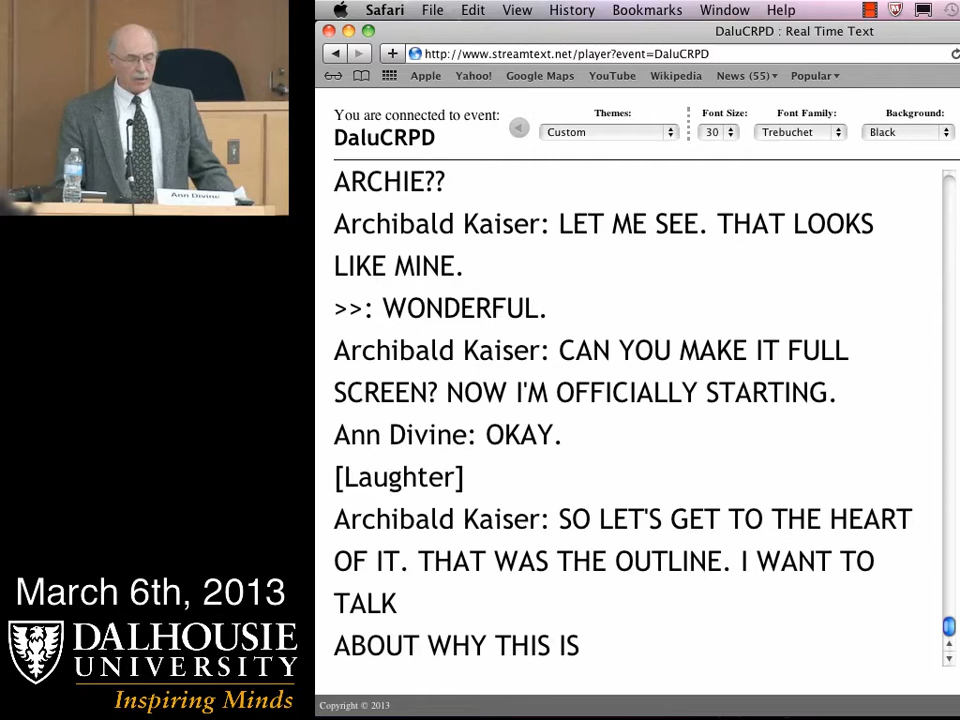 Safari File Edit View History Bookmarks Window Help
DaluCRPD : Real Time Text
http://www.streamtext.net/player?event=DaluCRPD
Apple Yahoo! Google Maps YouTube Wikipedia News (55) Popular
You are connected to event:
DaluCRPD
Themes:
Custom
Font Size:
30
Font Family:
Trebuchet
Background:
Black
ARCHIE??
Archibald Kaiser: LET ME SEE. THAT LOOKS
LIKE MINE.
>>: WONDERFUL.
Archibald Kaiser: CAN YOU MAKE IT FULL
SCREEN? NOW I'M OFFICIALLY STARTING.
Ann Divine: OKAY.
[Laughter]
Archibald Kaiser: SO LET'S GET TO THE HEART
OF IT. THAT WAS THE OUTLINE. I WANT TO
TALK
ABOUT WHY THIS IS
Copyright © 2013
Ann Divine
March 6th, 2013
DALHOUSIE
UNIVERSITY
Inspiring Minds